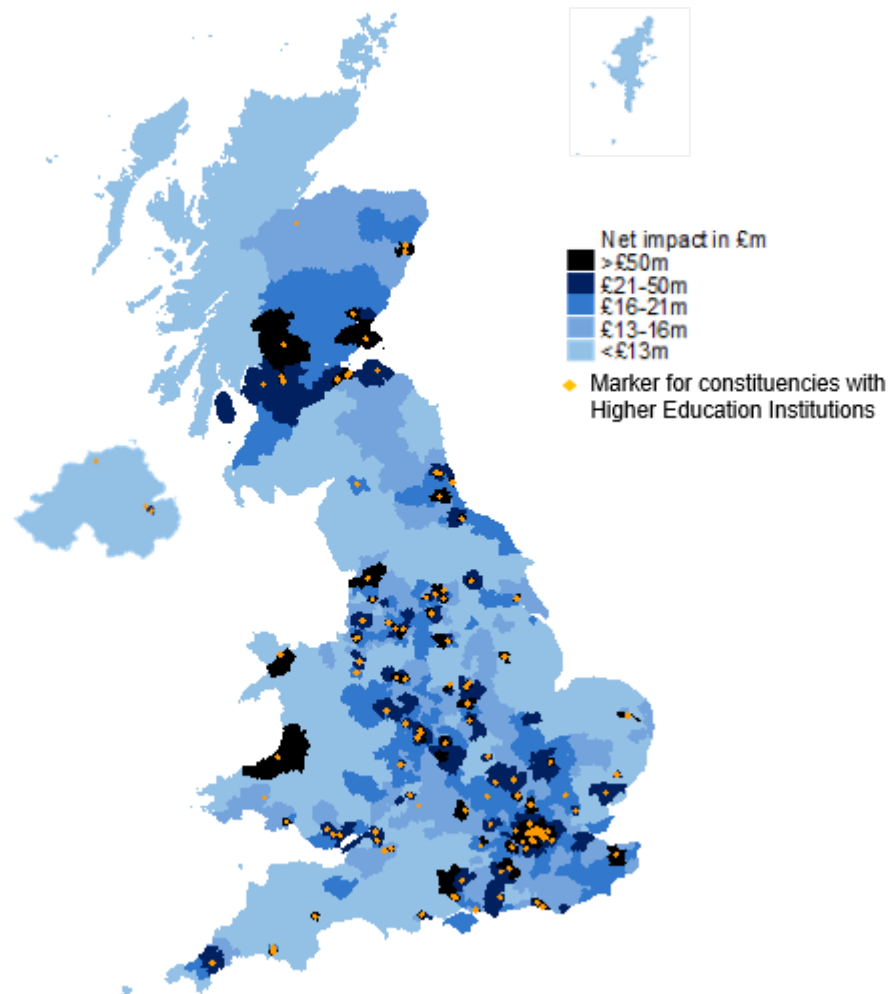 Net impact in £m
>£50m
£21-50m
£16-21m
£13-16m
<£13m
Marker for constituencies with
Higher Education Institutions